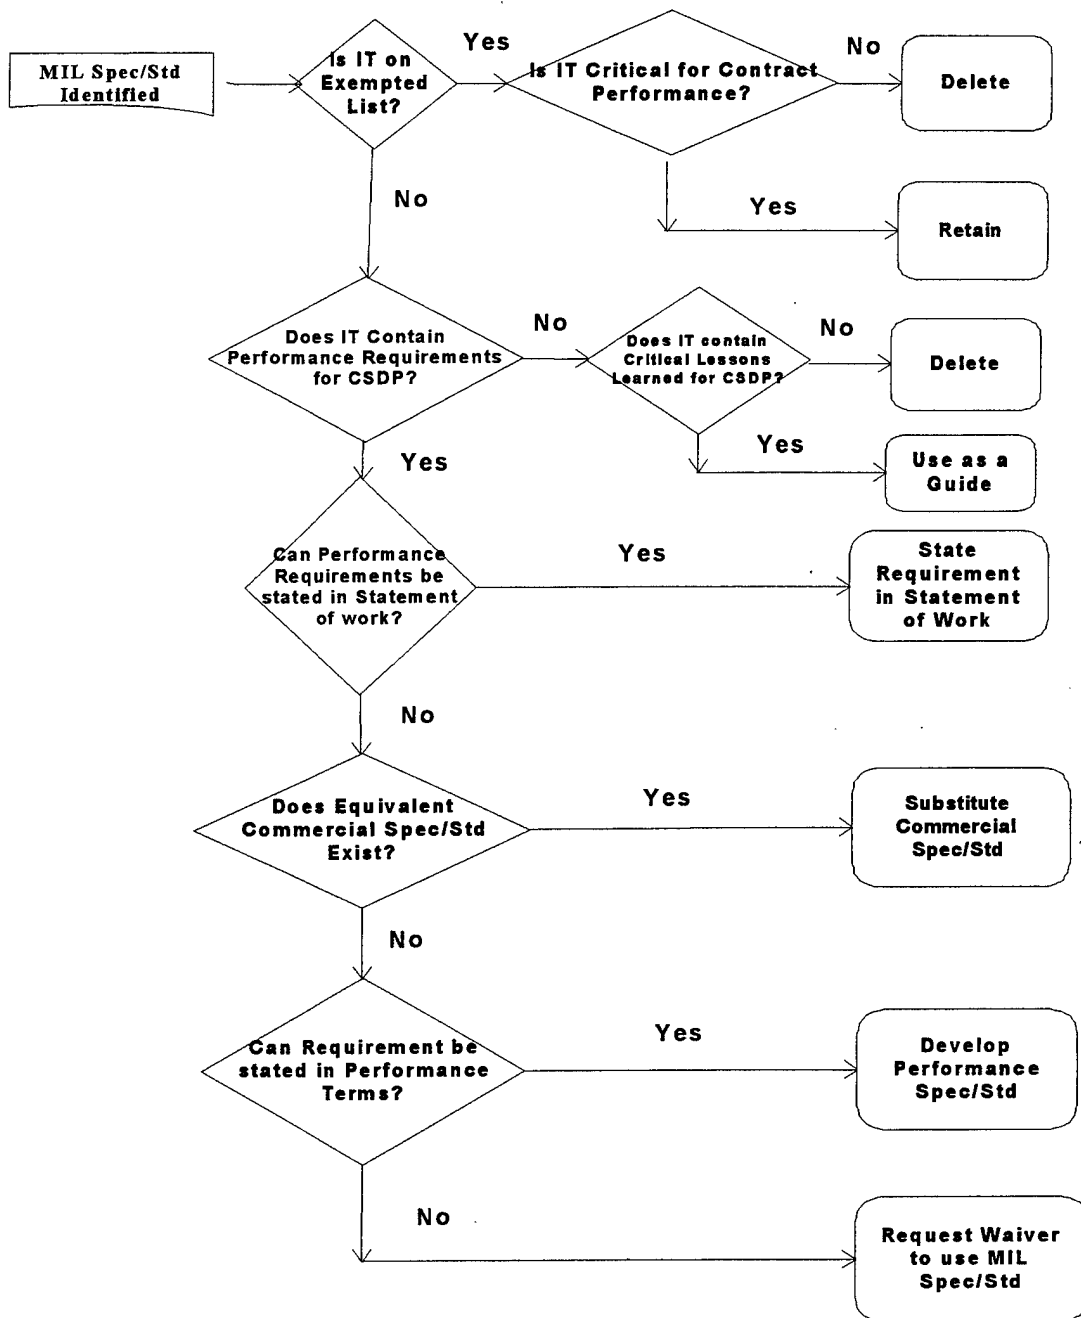 MIL Spec/Std
Identified
Is IT on
Exempted
List?
Yes
Is IT Critical for Contract
Performance?
No
Delete
No
Yes
Retain
Does IT Contain
Performance Requirements
for CSDP?
No
Does IT contain
Critical Lessons
Learned for CSDP?
No
Delete
Yes
Yes
Use as a
Guide
Can Performance
Requirements be
stated in Statement
of work?
Yes
State
Requirement
in Statement
of Work
No
Does Equivalent
Commercial Spec/Std
Exist?
Yes
Substitute
Commercial
Spec/Std
No
Can Requirement be
stated in Performance
Terms?
Yes
Develop
Performance
Spec/Std
No
Request Waiver
to use MIL
Spec/Std